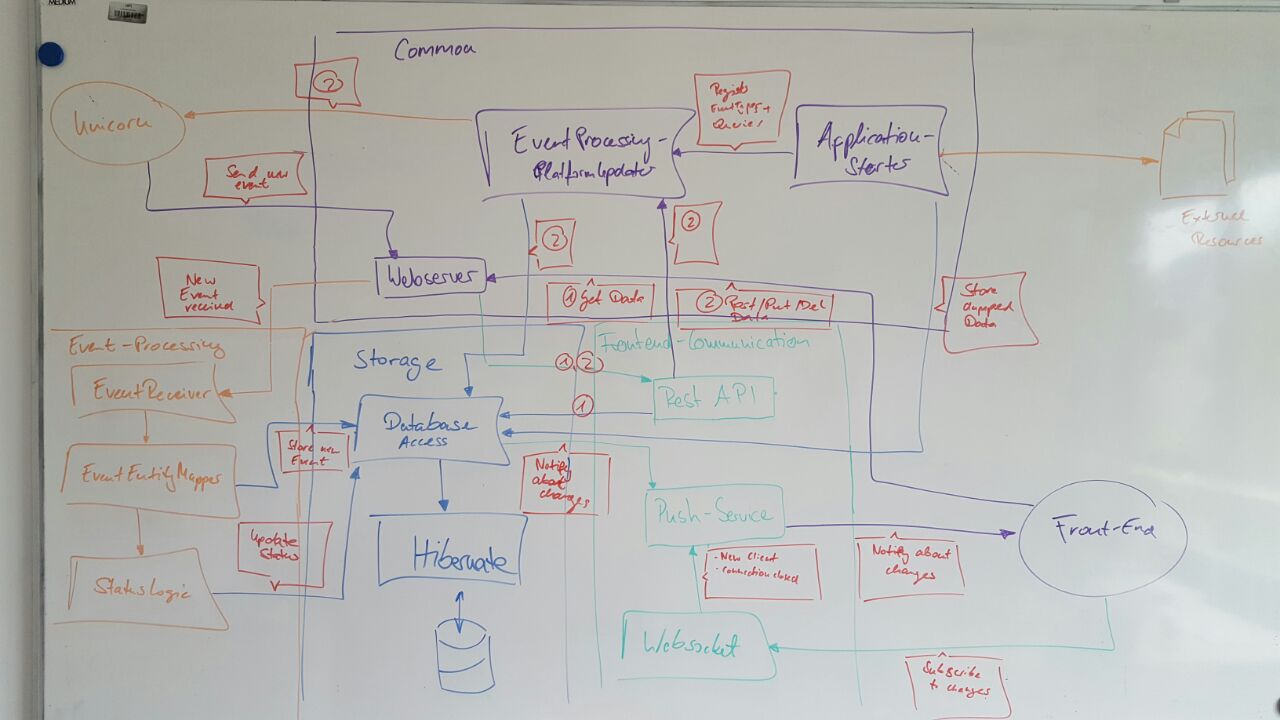 MEDIUM
Common
②
Unicorn
EventProcessing-
PlatformUpdater
Register
EventTypes +
Queries
Application-
Starter
External
Resources
Send new
event
②
②
Webserver
New
Event
received
① Get Data
② Post/Put/Del
Data
Store
dumped
Data
Event-Processing
Storage
Frontend-Communication
EventReceiver
①,②
Rest API
①
Database
Access
Store new
Event
EventEntityMapper
Notify
about
changes
Push-Service
Front-End
Update
Status
Hibernate
- New Client
- Connection closed
Notify about
changes
StatusLogic
Websocket
Subscribe
to changes